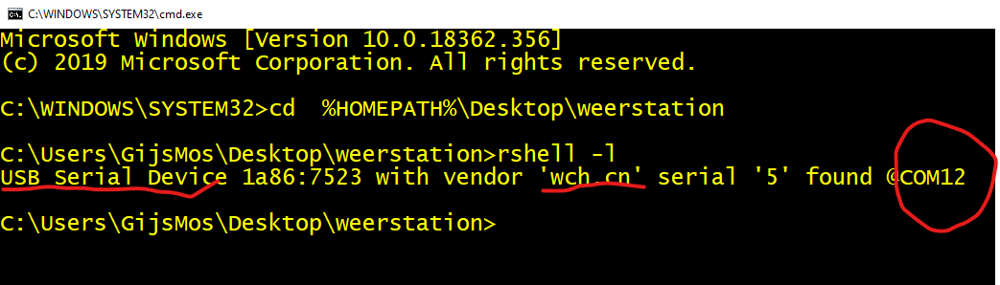 C:\WINDOWS\SYSTEM32\cmd.exe
Microsoft Windows [Version 10.0.18362.356]
(c) 2019 Microsoft Corporation. All rights reserved.
C:\WINDOWS\SYSTEM32>cd  %HOMEPATH%\Desktop\weerstation
C:\Users\GijsMos\Desktop\weerstation>rshell -l
USB Serial Device 1a86:7523 with vendor 'wch.cn' serial '5' found @COM12
C:\Users\GijsMos\Desktop\weerstation>